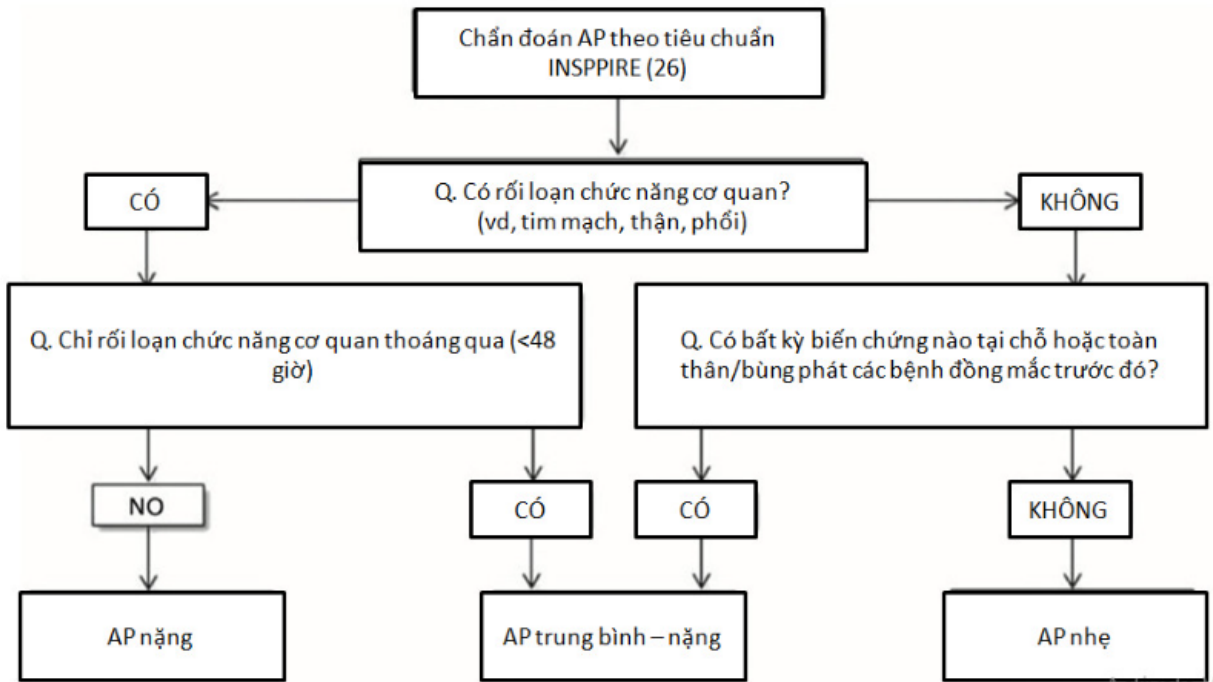 Chẩn đoán AP theo tiêu chuẩn
INSPPIRE (26)
Q. Có rối loạn chức năng cơ quan?
(vd, tim mạch, thận, phổi)
CÓ
KHÔNG
Q. Chỉ rối loạn chức năng cơ quan thoáng qua (<48
giờ)
Q. Có bất kỳ biến chứng nào tại chỗ hoặc toàn
thân/bùng phát các bệnh đồng mắc trước đó?
NO
CÓ
CÓ
KHÔNG
AP nặng
AP trung bình – nặng
AP nhẹ